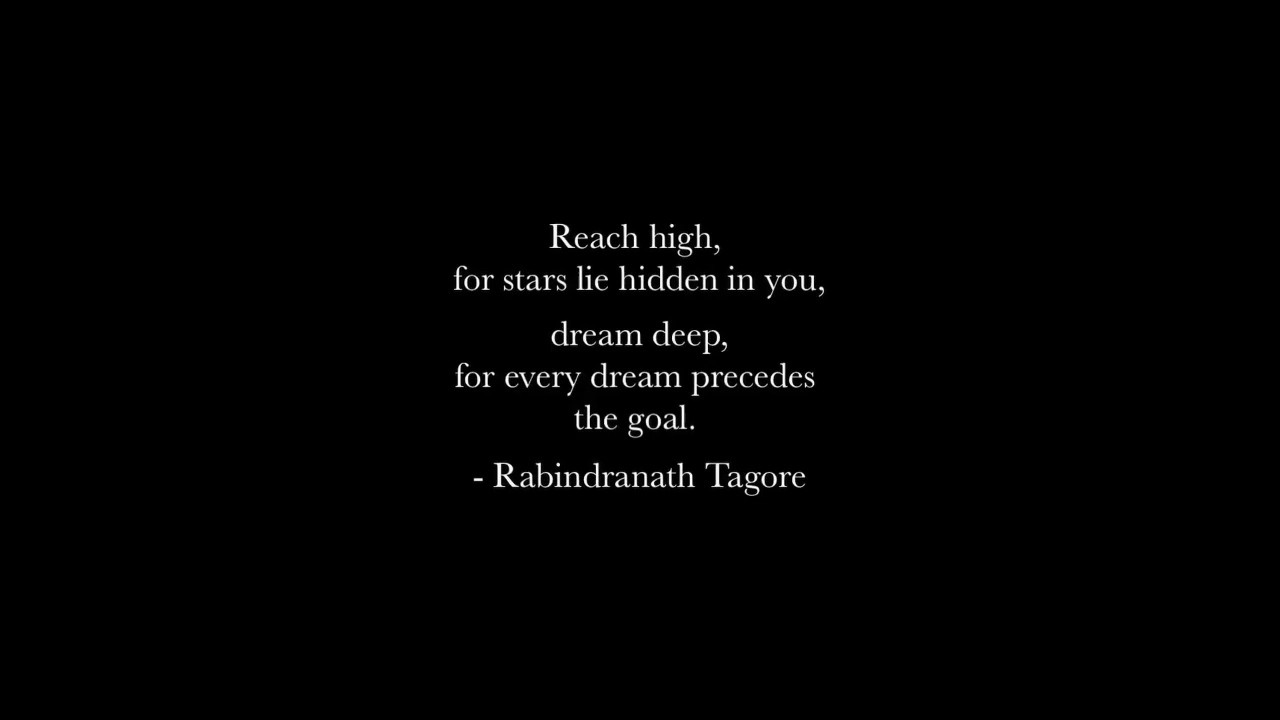 Reach high,
for stars lie hidden in you,
dream deep,
for every dream precedes
the goal.
- Rabindranath Tagore